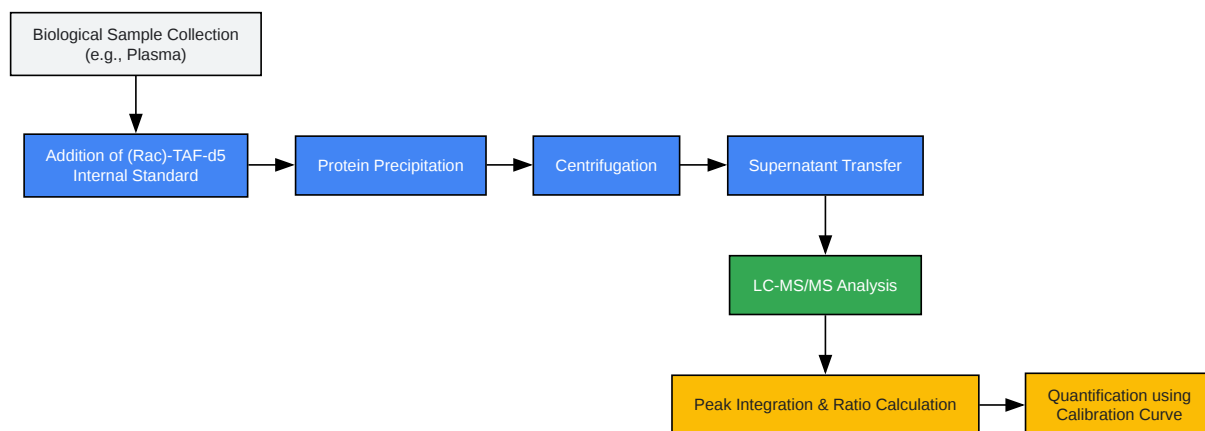 Biological Sample Collection
(e.g., Plasma)
Addition of (Rac)-TAF-d5
Internal Standard
Protein Precipitation
Centrifugation
Supernatant Transfer
LC-MS/MS Analysis
Peak Integration & Ratio Calculation
Quantification using
Calibration Curve